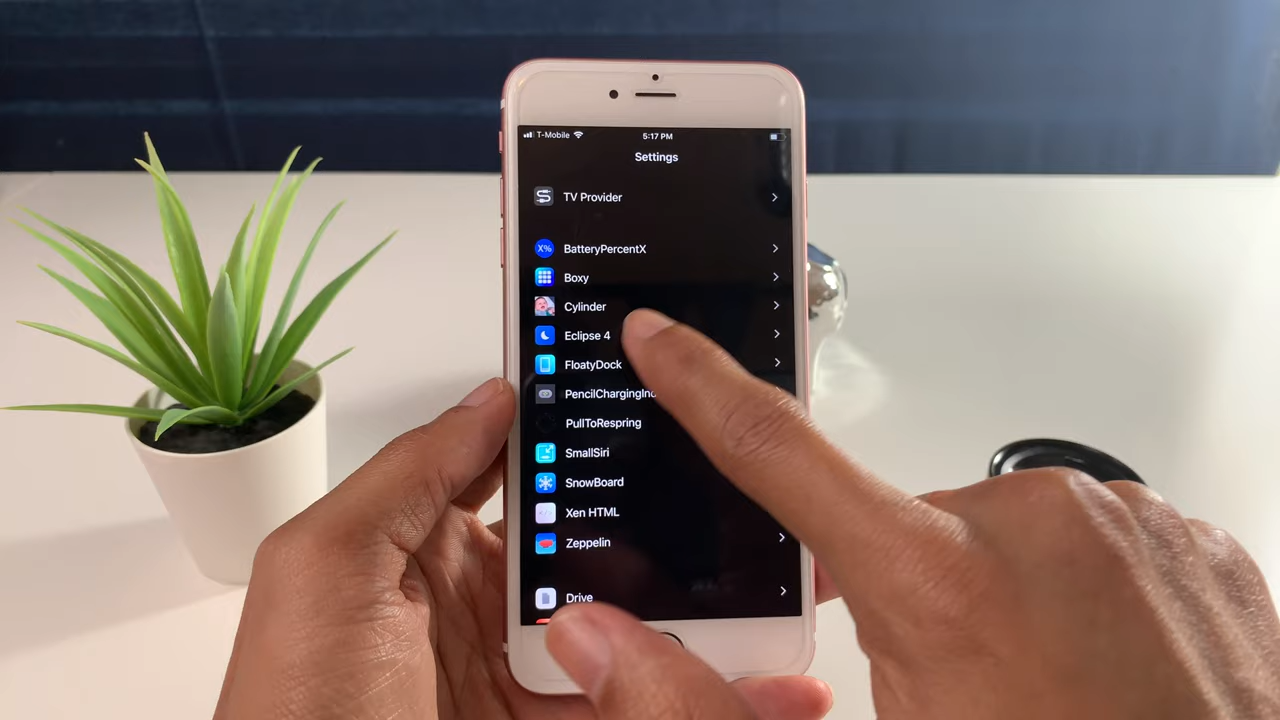 T-Mobile 5:17 PM
Settings
TV Provider
X% BatteryPercentX
Boxy
Cylinder
Eclipse 4
FloatyDock
PencilChargingInd
PullToRespring
SmallSiri
SnowBoard
Xen HTML
Zeppelin
Drive